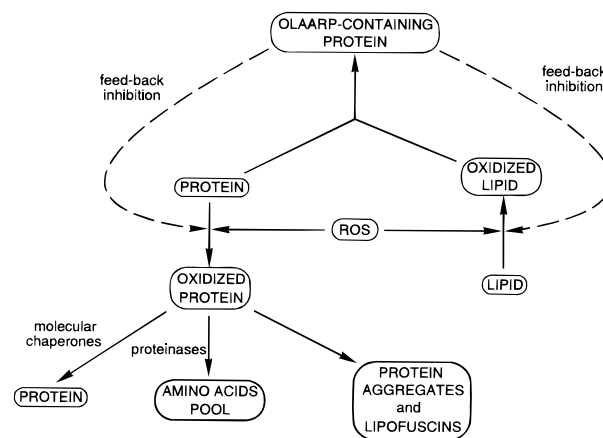 OLAARP-CONTAINING
PROTEIN
feed-back
inhibition
feed-back
inhibition
PROTEIN
OXIDIZED
LIPID
ROS
OXIDIZED
PROTEIN
LIPID
molecular
chaperones
proteinases
PROTEIN
AMINO ACIDS
POOL
PROTEIN
AGGREGATES
and
LIPOFUSCINS